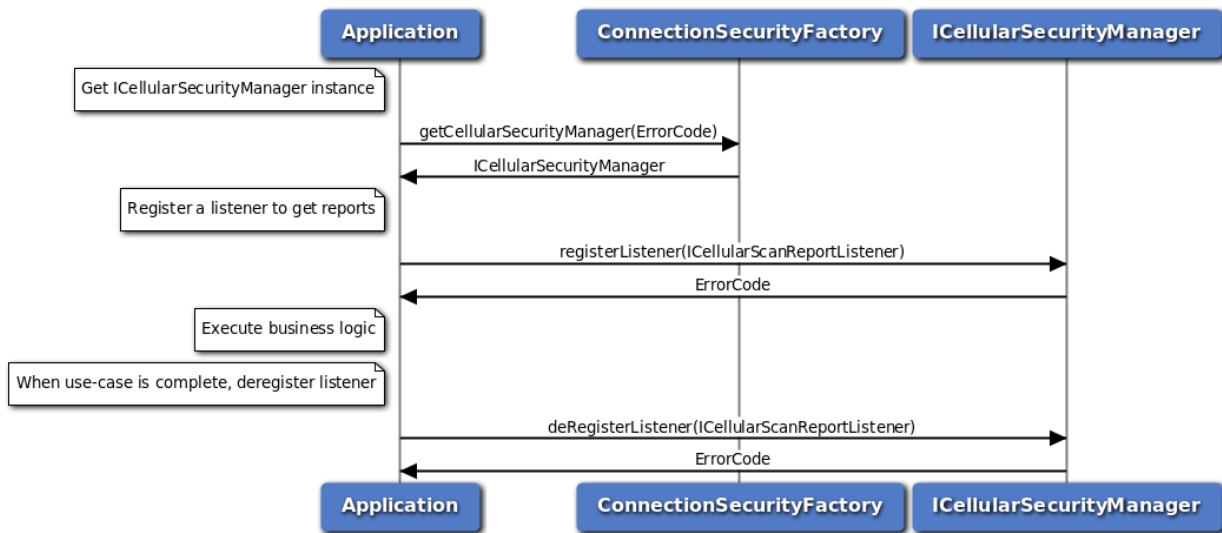 Application
ConnectionSecurityFactory
ICellularSecurityManager
Get ICellularSecurityManager instance
getCellularSecurityManager(ErrorCode)
ICellularSecurityManager
Register a listener to get reports
registerListener(ICellularScanReportListener)
ErrorCode
Execute business logic
When use-case is complete, deregister listener
deRegisterListener(ICellularScanReportListener)
ErrorCode
Application
ConnectionSecurityFactory
ICellularSecurityManager